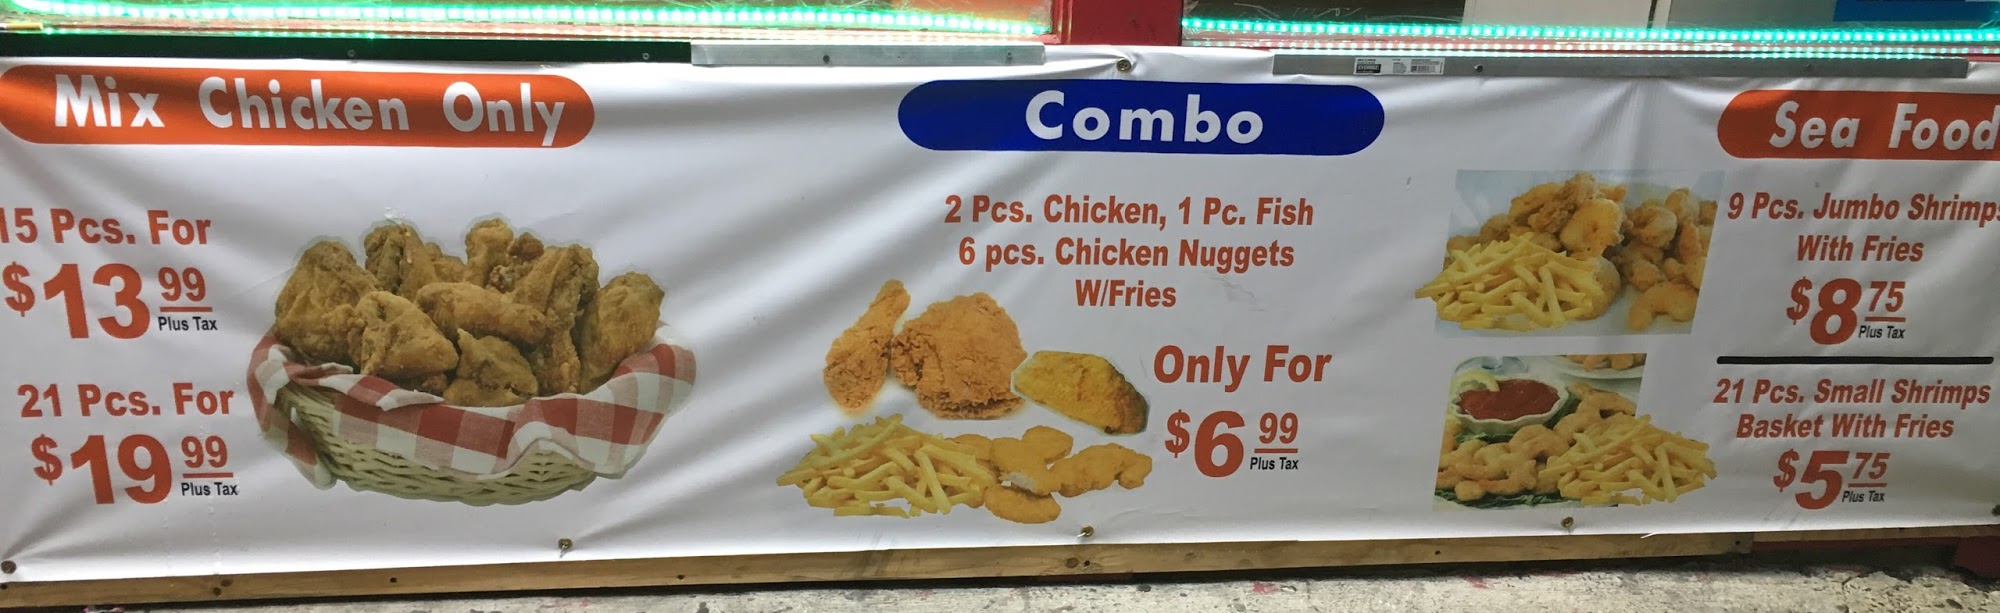 Mix Chicken Only
15 Pcs. For
$13 99
Plus Tax
21 Pcs. For
$19 99
Plus Tax
Combo
2 Pcs. Chicken, 1 Pc. Fish
6 pcs. Chicken Nuggets
W/Fries
Only For
$6 99
Plus Tax
Sea Food
9 Pcs. Jumbo Shrimps
With Fries
$8 75
Plus Tax
21 Pcs. Small Shrimps
Basket With Fries
$5 75
Plus Tax